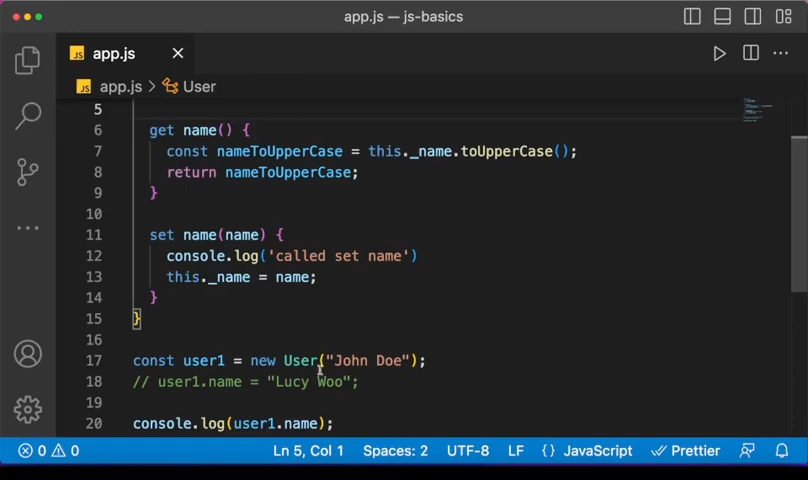 app.js — js-basics
JS app.js
JS app.js > User
5
6 get name() {
7 const nameToUpperCase = this._name.toUpperCase();
8 return nameToUpperCase;
9 }
10
11 set name(name) {
12 console.log('called set name')
13 this._name = name;
14 }
15 }
16
17 const user1 = new User("John Doe");
18 // user1.name = "Lucy Woo";
19
20 console.log(user1.name);
0 0 Ln 5, Col 1 Spaces: 2 UTF-8 LF {} JavaScript Prettier